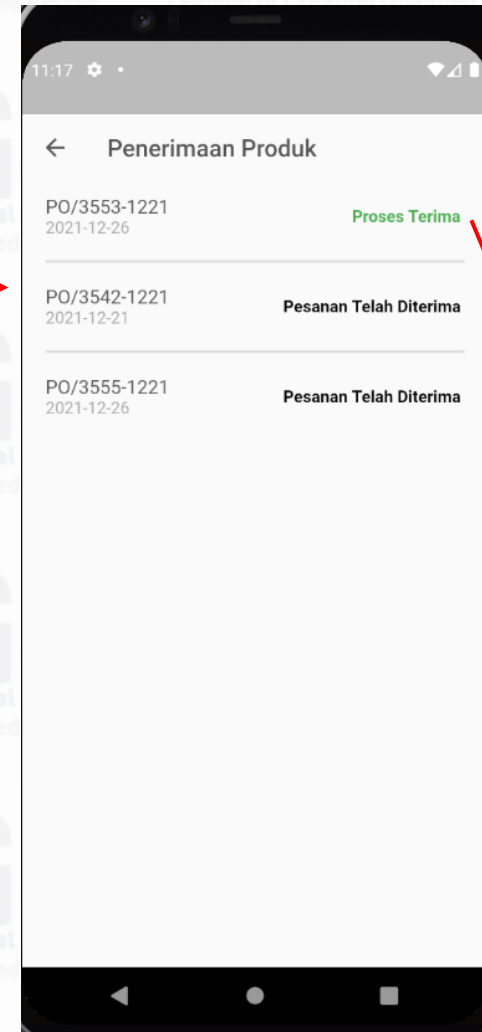 11:17
Penerimaan Produk
PO/3553-1221
2021-12-26
Proses Terima
PO/3542-1221
2021-12-21
Pesanan Telah Diterima
PO/3555-1221
2021-12-26
Pesanan Telah Diterima